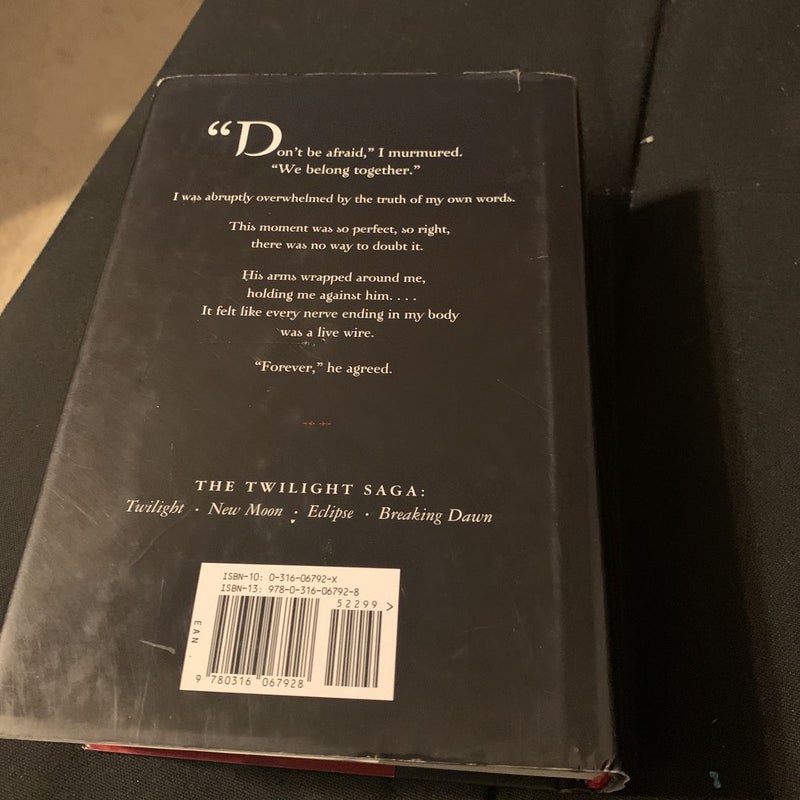 “Don’t be afraid,” I murmured.
“We belong together.”
I was abruptly overwhelmed by the truth of my own words.
This moment was so perfect, so right,
there was no way to doubt it.
His arms wrapped around me,
holding me against him. . . .
It felt like every nerve ending in my body
was a live wire.
“Forever,” he agreed.
THE TWILIGHT SAGA:
Twilight · New Moon · Eclipse · Breaking Dawn
ISBN-10: 0-316-06792-X
ISBN-13: 978-0-316-06792-8
52299>
EAN
9 780316 067928